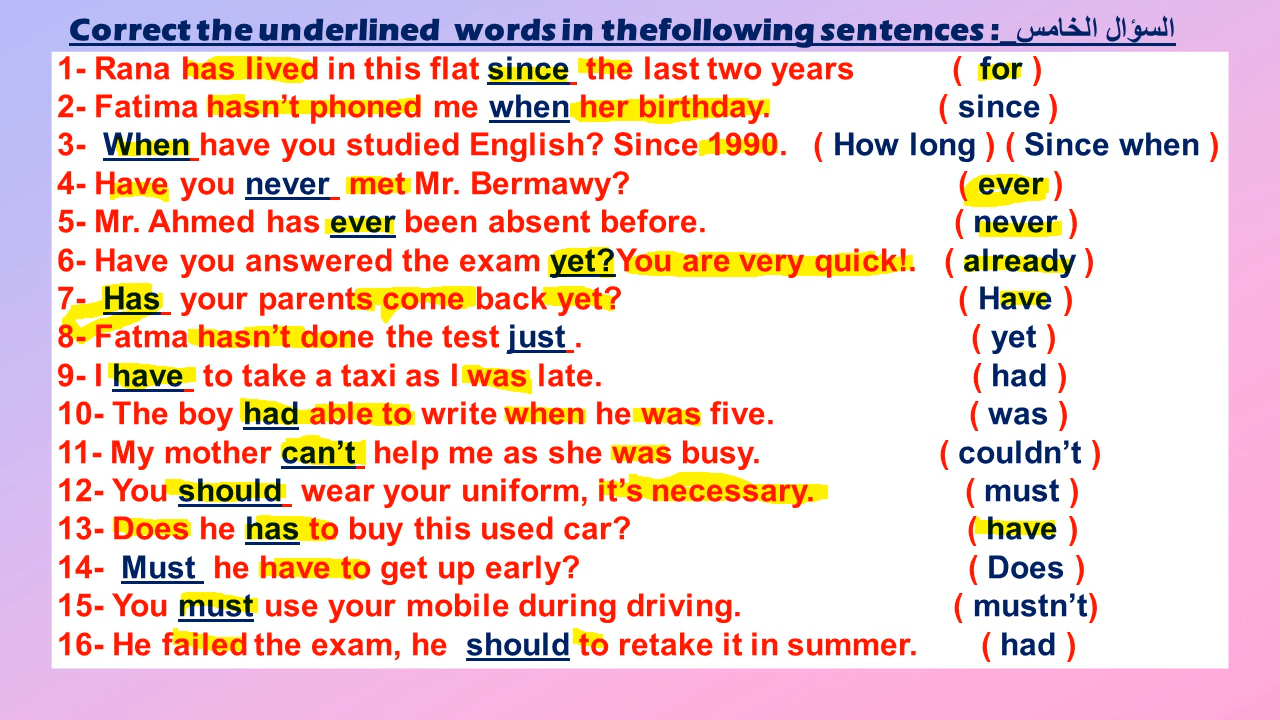 Correct the underlined words in thefollowing sentences : السؤال الخامس
1- Rana has lived in this flat since the last two years ( for )
2- Fatima hasn’t phoned me when her birthday. ( since )
3- When have you studied English? Since 1990. ( How long ) ( Since when )
4- Have you never met Mr. Bermawy? ( ever )
5- Mr. Ahmed has ever been absent before. ( never )
6- Have you answered the exam yet?You are very quick!. ( already )
7- Has your parents come back yet? ( Have )
8- Fatma hasn’t done the test just . ( yet )
9- I have to take a taxi as I was late. ( had )
10- The boy had able to write when he was five. ( was )
11- My mother can’t help me as she was busy. ( couldn’t )
12- You should wear your uniform, it’s necessary. ( must )
13- Does he has to buy this used car? ( have )
14- Must he have to get up early? ( Does )
15- You must use your mobile during driving. ( mustn’t)
16- He failed the exam, he should to retake it in summer. ( had )